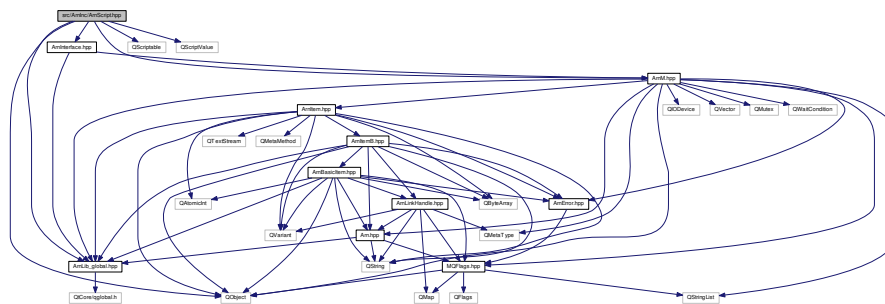 src/AmInc/AmScript.hpp
AmInterface.hpp
QScriptable
QScriptValue
AmM.hpp
AmItem.hpp
QIODevice
QVector
QMutex
QWaitCondition
QTextStream
QMetaMethod
AmItemB.hpp
AmBasicItem.hpp
QAtomicInt
AmLinkHandle.hpp
QByteArray
AmError.hpp
QVariant
Am.hpp
QMetaType
AmLib_global.hpp
QString
MQFlags.hpp
QtCore/qglobal.h
QObject
QMap
QFlags
QStringList